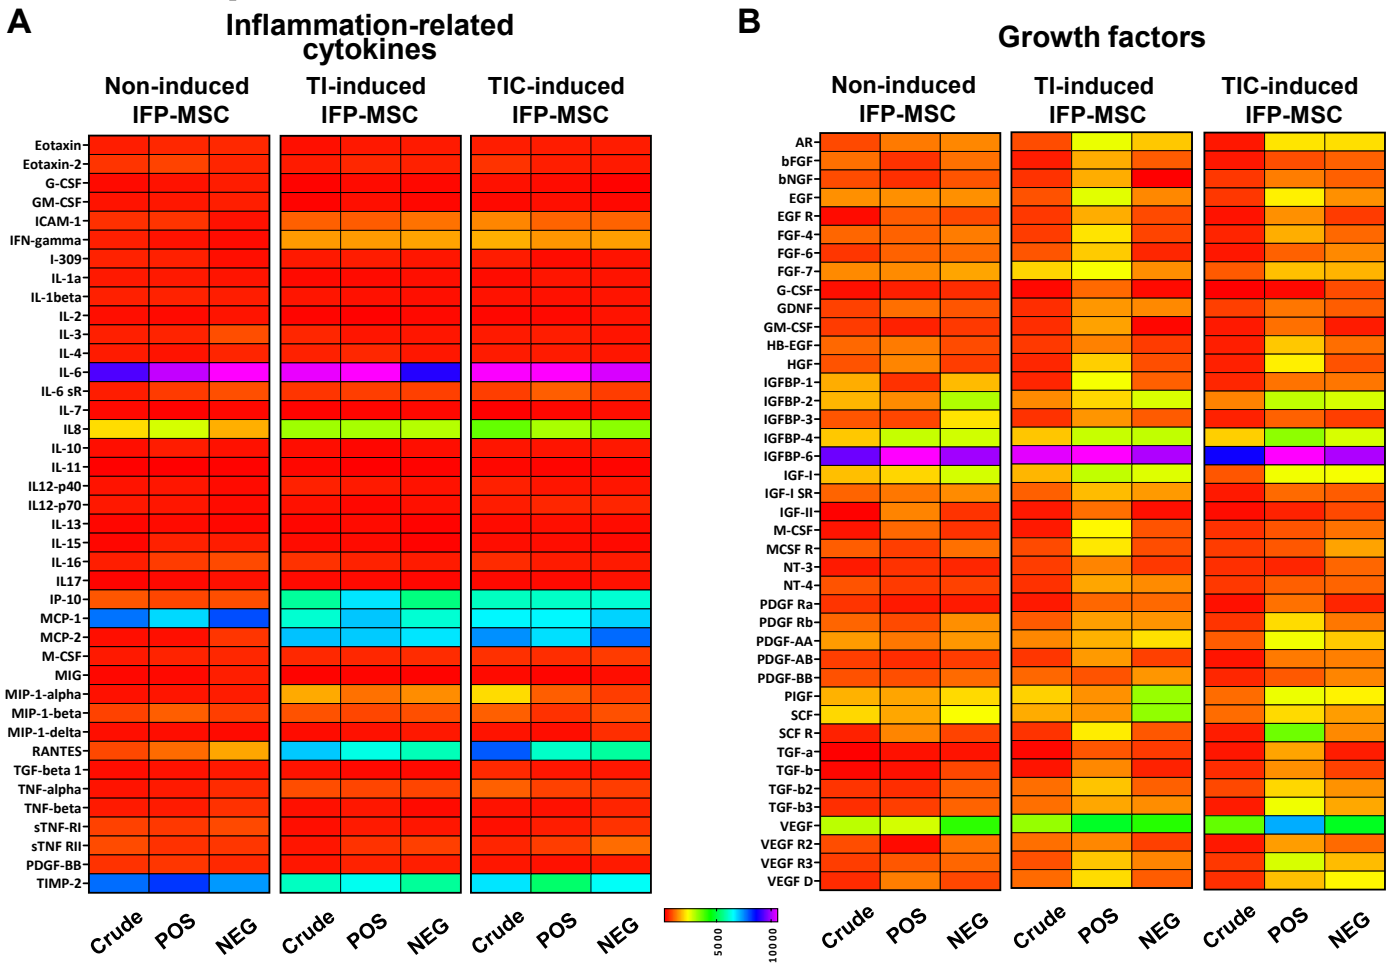 A
Inflammation-related
cytokines
Non-induced
IFP-MSC
TI-induced
IFP-MSC
TIC-induced
IFP-MSC
Eotaxin
Eotaxin-2
G-CSF
GM-CSF
ICAM-1
IFN-gamma
I-309
IL-1a
IL-1beta
IL-2
IL-3
IL-4
IL-6
IL-6 sR
IL-7
IL8
IL-10
IL-11
IL12-p40
IL12-p70
IL-13
IL-15
IL-16
IL17
IP-10
MCP-1
MCP-2
M-CSF
MIG
MIP-1-alpha
MIP-1-beta
MIP-1-delta
RANTES
TGF-beta 1
TNF-alpha
TNF-beta
sTNF-RI
sTNF RII
PDGF-BB
TIMP-2
Crude POS NEG Crude POS NEG Crude POS NEG
5000
10000
B
Growth factors
Non-induced
IFP-MSC
TI-induced
IFP-MSC
TIC-induced
IFP-MSC
AR
bFGF
bNGF
EGF
EGF R
FGF-4
FGF-6
FGF-7
G-CSF
GDNF
GM-CSF
HB-EGF
HGF
IGFBP-1
IGFBP-2
IGFBP-3
IGFBP-4
IGFBP-6
IGF-I
IGF-I SR
IGF-II
M-CSF
MCSF R
NT-3
NT-4
PDGF Ra
PDGF Rb
PDGF-AA
PDGF-AB
PDGF-BB
PIGF
SCF
SCF R
TGF-a
TGF-b
TGF-b2
TGF-b3
VEGF
VEGF R2
VEGF R3
VEGF D
Crude POS NEG Crude POS NEG Crude POS NEG